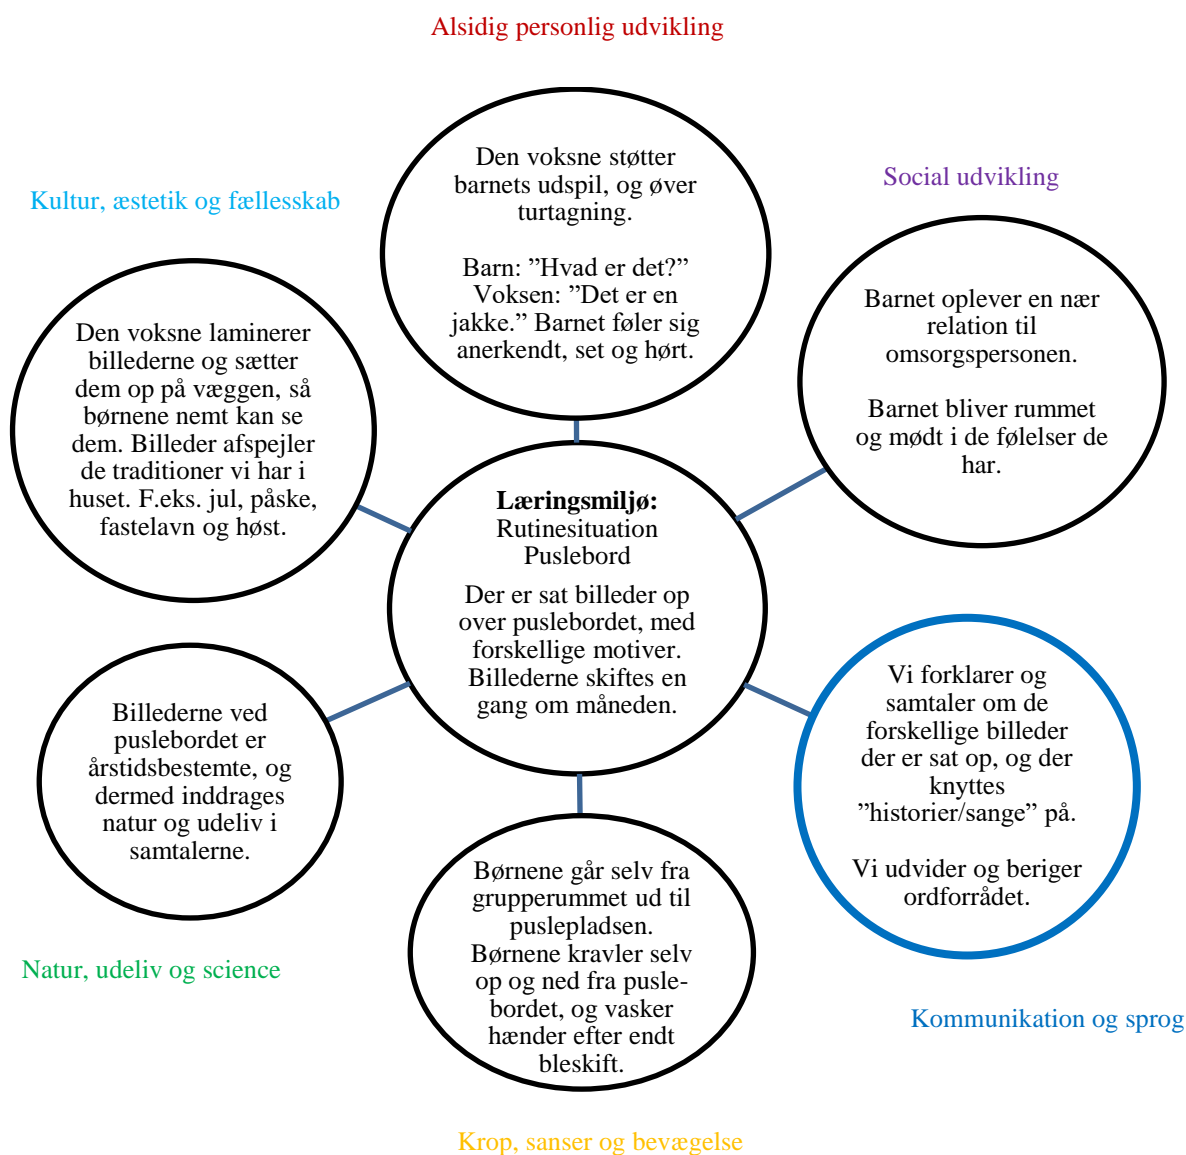 Alsidig personlig udvikling
Den voksne støtter
barnets udspil, og øver
turtagning.
Barn: ”Hvad er det?”
Voksen: ”Det er en
jakke.” Barnet føler sig
anerkendt, set og hørt.
Social udvikling
Barnet oplever en nær
relation til
omsorgspersonen.
Barnet bliver rummet
og mødt i de følelser de
har.
Kultur, æstetik og fællesskab
Den voksne laminerer
billederne og sætter
dem op på væggen, så
børnene nemt kan se
dem. Billeder afspejler
de traditioner vi har i
huset. F.eks. jul, påske,
fastelavn og høst.
Læringsmiljø:
Rutinesituation
Puslebord
Der er sat billeder op
over puslebordet, med
forskellige motiver.
Billederne skiftes en
gang om måneden.
Vi forklarer og
samtaler om de
forskellige billeder
der er sat op, og der
knyttes
”historier/sange” på.
Vi udvider og beriger
ordforrådet.
Kommunikation og sprog
Billederne ved
puslebordet er
årstidsbestemte, og
dermed inddrages
natur og udeliv i
samtalerne.
Natur, udeliv og science
Børnene går selv fra
grupperummet ud til
puslepladsen.
Børnene kravler selv
op og ned fra pusle-
bordet, og vasker
hænder efter endt
bleskift.
Krop, sanser og bevægelse